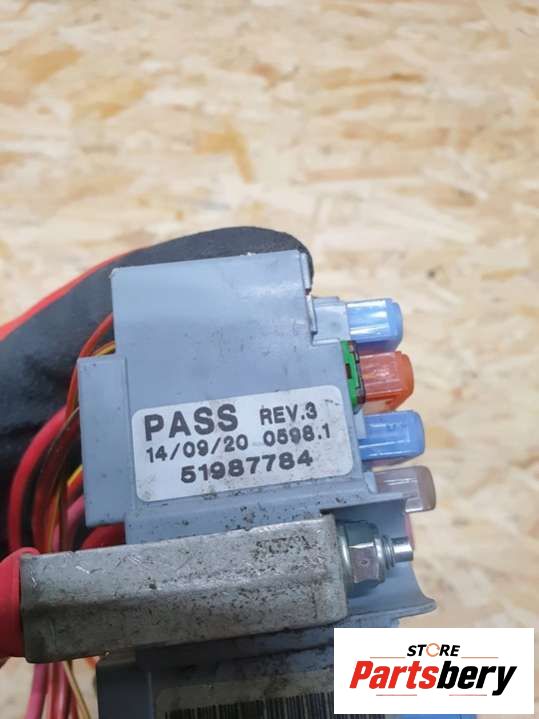 PASS REV.3
14/09/20 0598.1
51987784
STORE
Partsbery